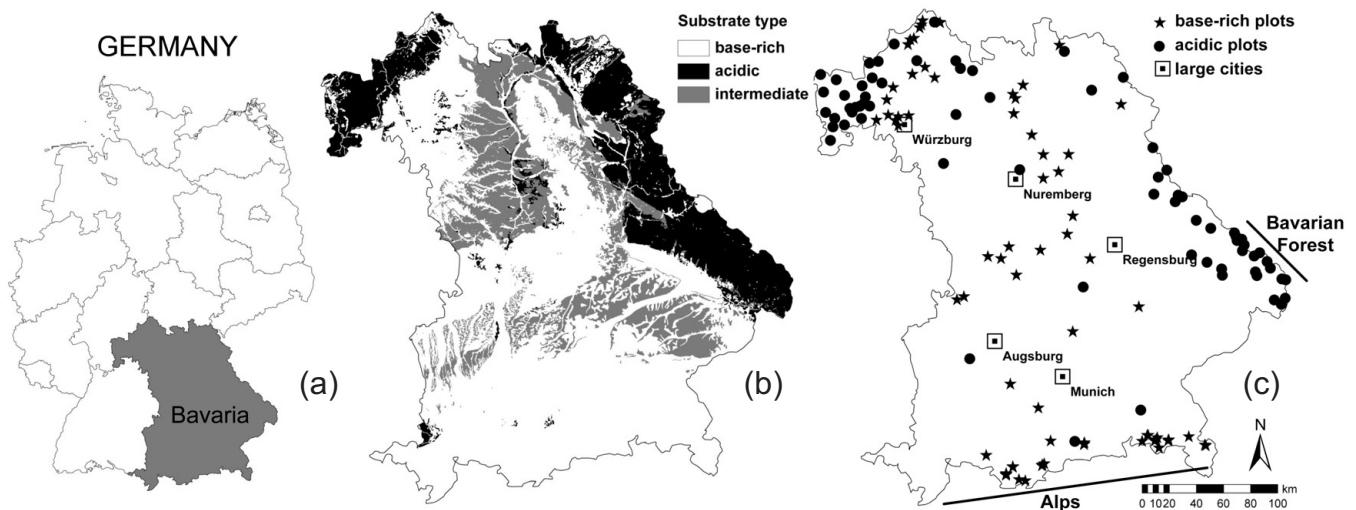 GERMANY
Bavaria
(a)
Substrate type
base-rich
acidic
intermediate
(b)
base-rich plots
acidic plots
large cities
Würzburg
Nuremberg
Regensburg
Bavarian
Forest
Augsburg
Munich
(c)
Alps
N
km
0 10 20 40 60 80 100